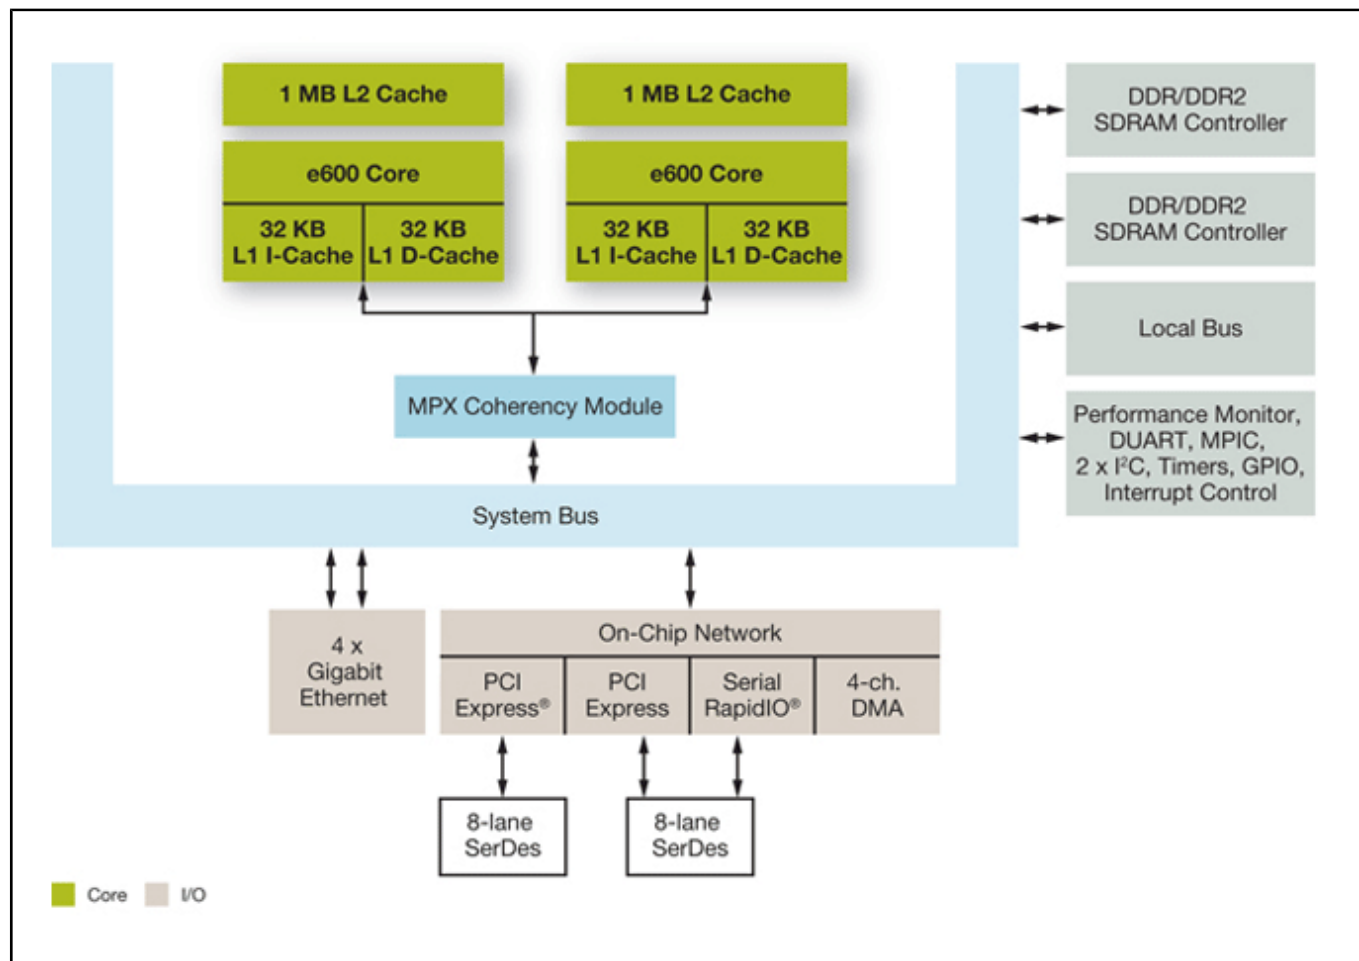 1 MB L2 Cache
1 MB L2 Cache
e600 Core
e600 Core
32 KB
L1 I-Cache
32 KB
L1 D-Cache
32 KB
L1 I-Cache
32 KB
L1 D-Cache
MPX Coherency Module
System Bus
DDR/DDR2
SDRAM Controller
DDR/DDR2
SDRAM Controller
Local Bus
Performance Monitor,
DUART, MPIC,
2 x I²C, Timers, GPIO,
Interrupt Control
4 x
Gigabit
Ethernet
On-Chip Network
PCI
Express®
PCI
Express
Serial
RapidIO®
4-ch.
DMA
8-lane
SerDes
8-lane
SerDes
Core
I/O